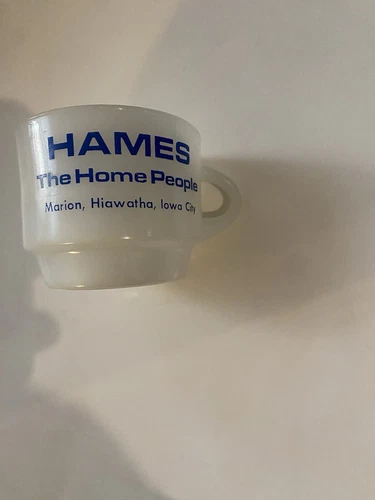 HAMES
The Home People
Marion, Hiawatha, Iowa City